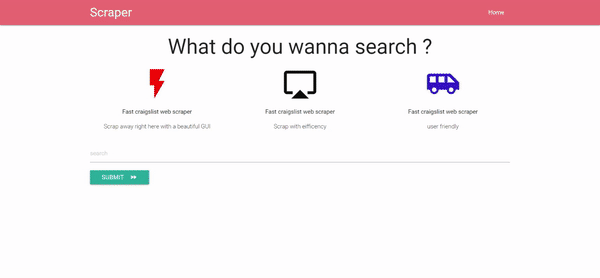 Scraper
Home
What do you wanna search ?
Fast craigslist web scraper
Fast craigslist web scraper
Fast craigslist web scraper
Scrap away right here with a beautiful GUI
Scrap with efficency
user friendly
search
SUBMIT